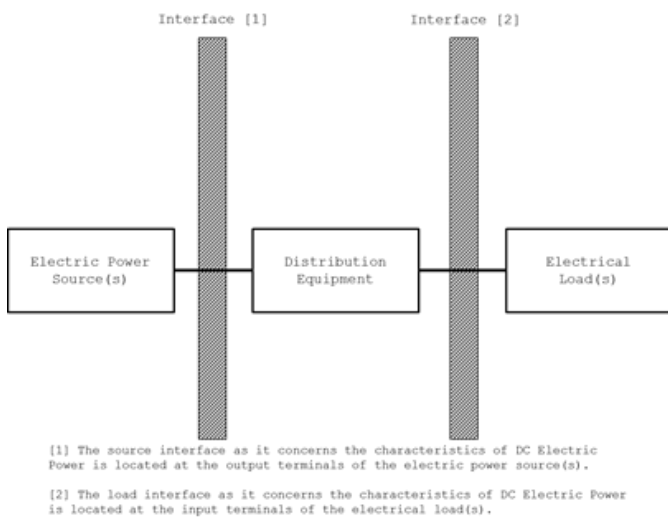 Interface [1]
Interface [2]
Electric Power
Source(s)
Distribution
Equipment
Electrical
Load(s)
[1] The source interface as it concerns the characteristics of DC Electric
Power is located at the output terminals of the electric power source(s).
[2] The load interface as it concerns the characteristics of DC Electric Power
is located at the input terminals of the electrical load(s).